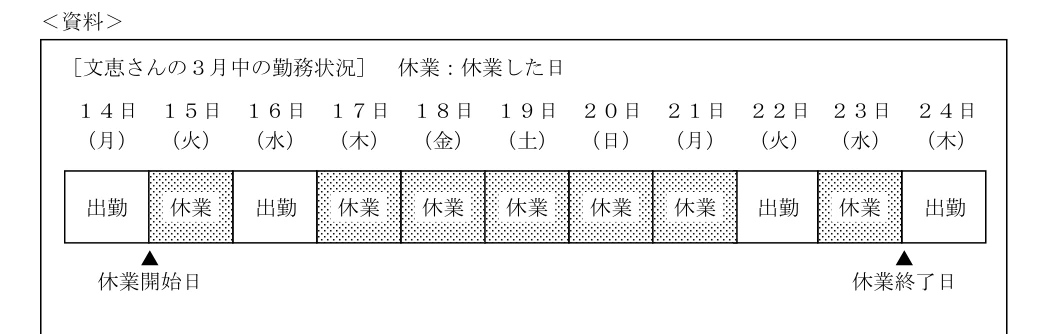 ＜資料＞
［文恵さんの３月中の勤務状況］　休業：休業した日
１４日　１５日　１６日　１７日　１８日　１９日　２０日　２１日　２２日　２３日　２４日
（月）　（火）　（水）　（木）　（金）　（土）　（日）　（月）　（火）　（水）　（木）
出勤　休業　出勤　休業　休業　休業　休業　休業　出勤　休業　出勤
▲　▲
休業開始日　休業終了日